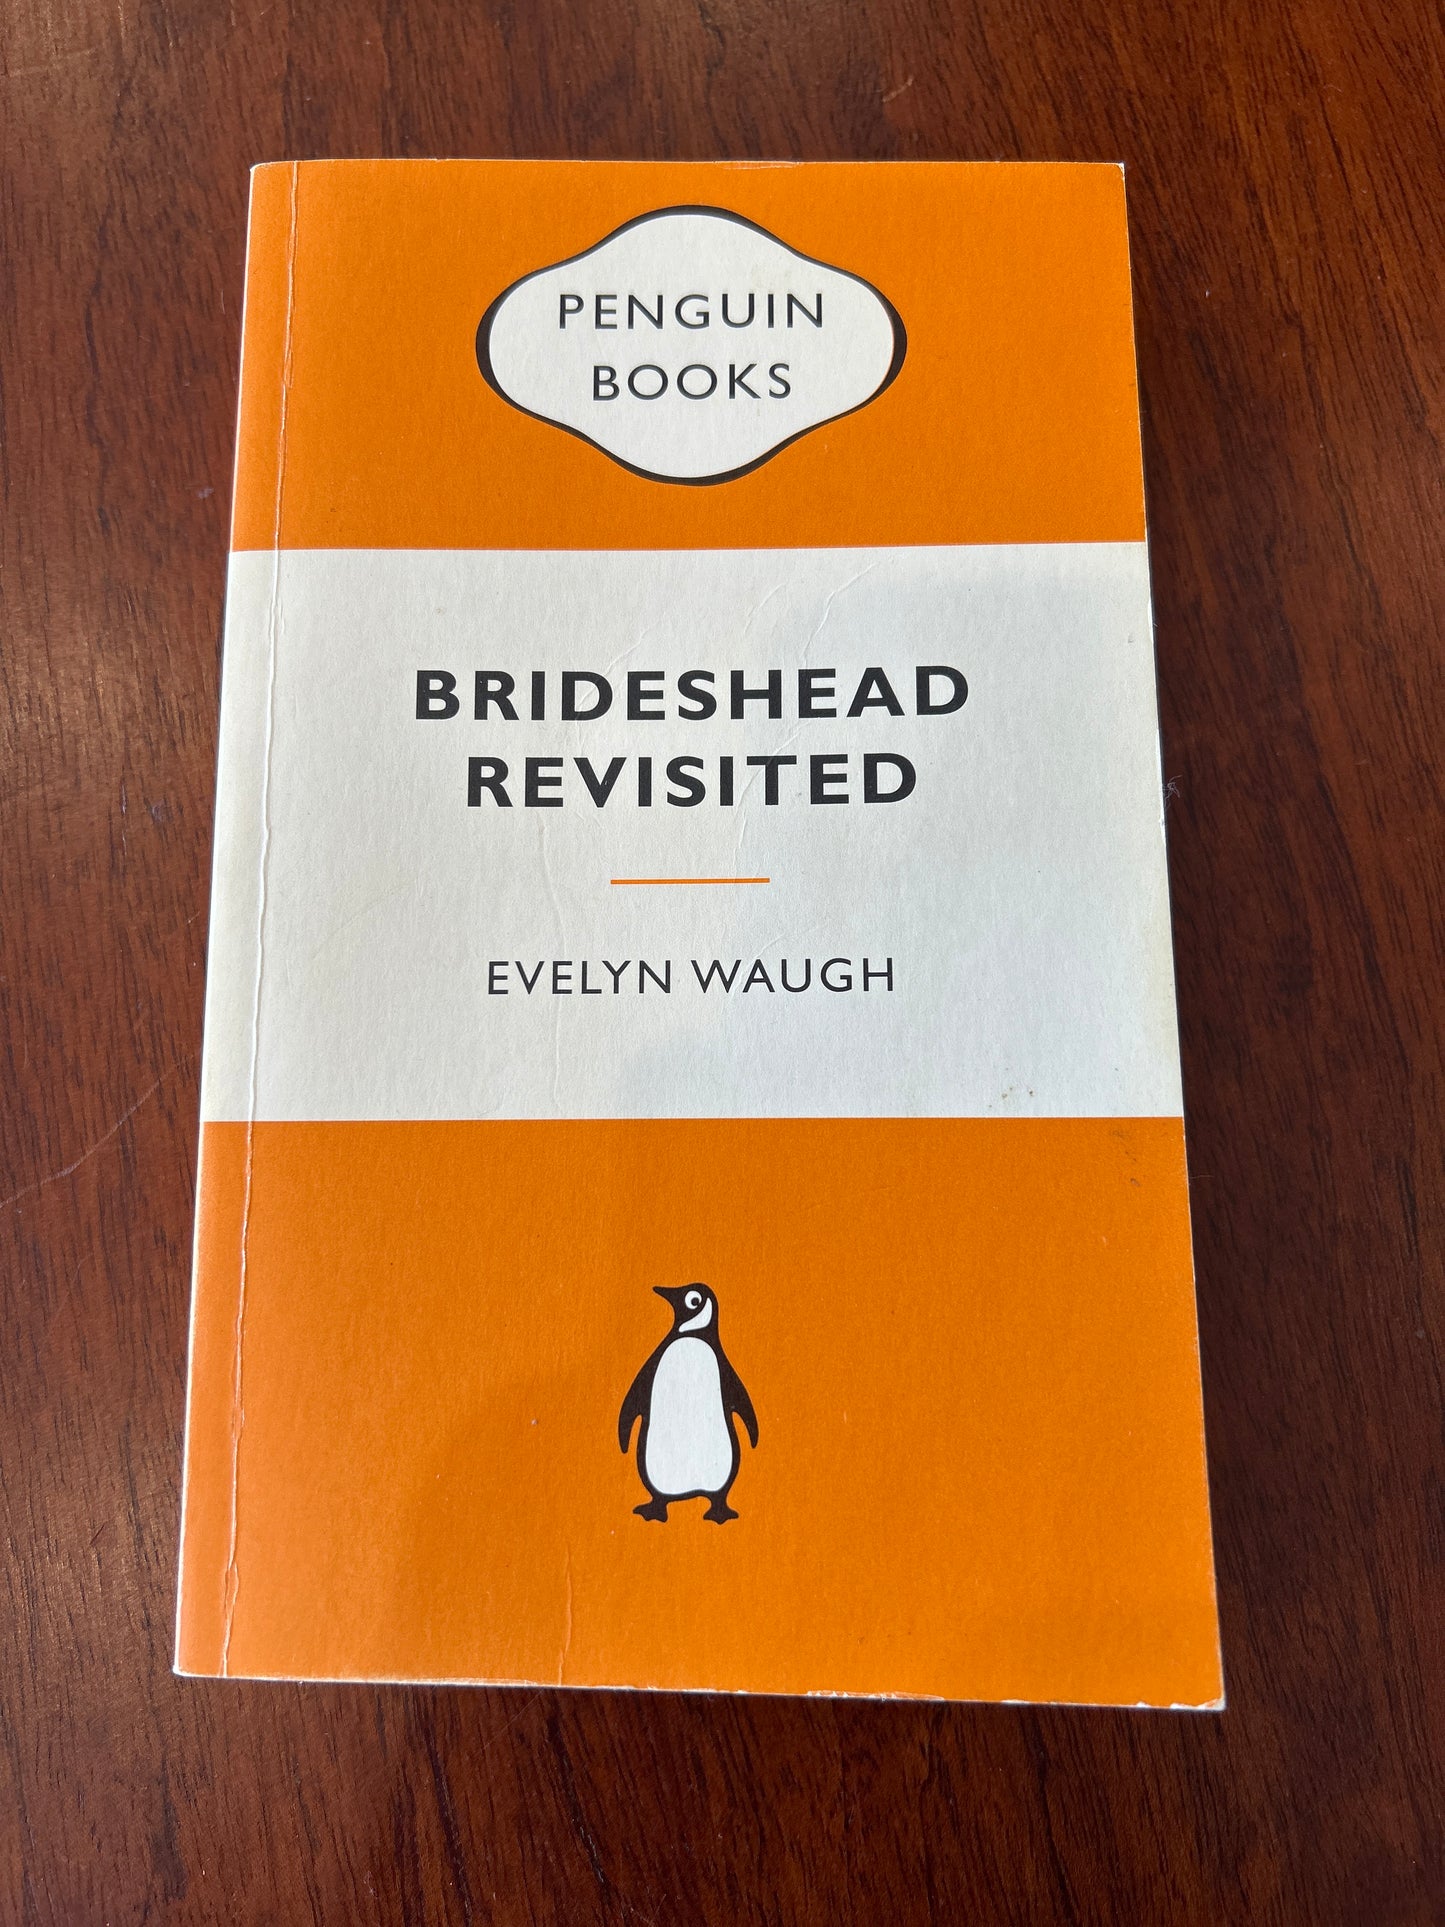 PENGUIN
BOOKS
BRIDESHEAD
REVISITED
EVELYN WAUGH